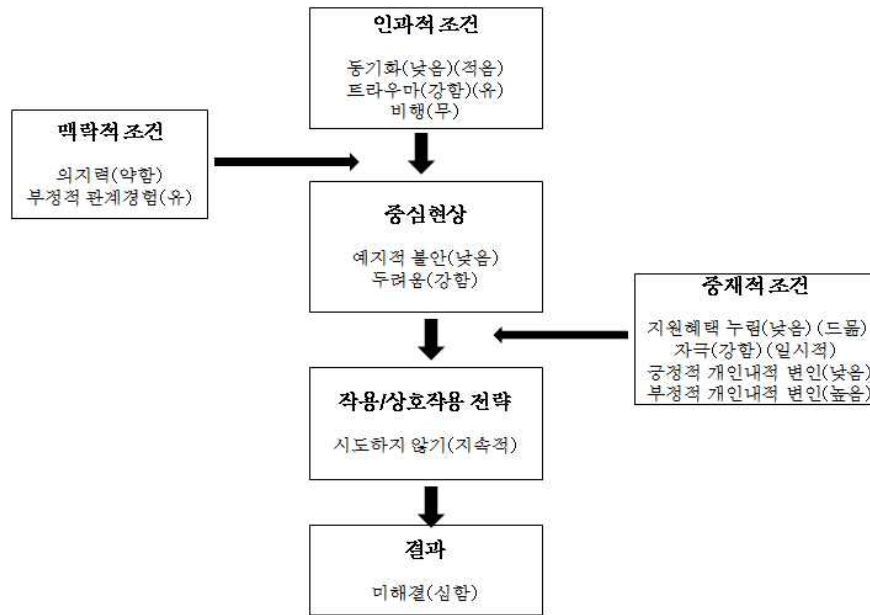 인과적 조건
동기화(낮음)(적음)
트라우마(강함)(유)
비행(무)
맥락적 조건
의지력(약함)
부정적 관계경험(유)
중심현상
예지적 불안(낮음)
두려움(강함)
중재적 조건
지원혜택 누림(낮음) (드묾)
자극(강함) (일시적)
긍정적 개인내적 변인(낮음)
부정적 개인내적 변인(높음)
작용/상호작용 전략
시도하지 않기(지속적)
결과
미해결(심함)